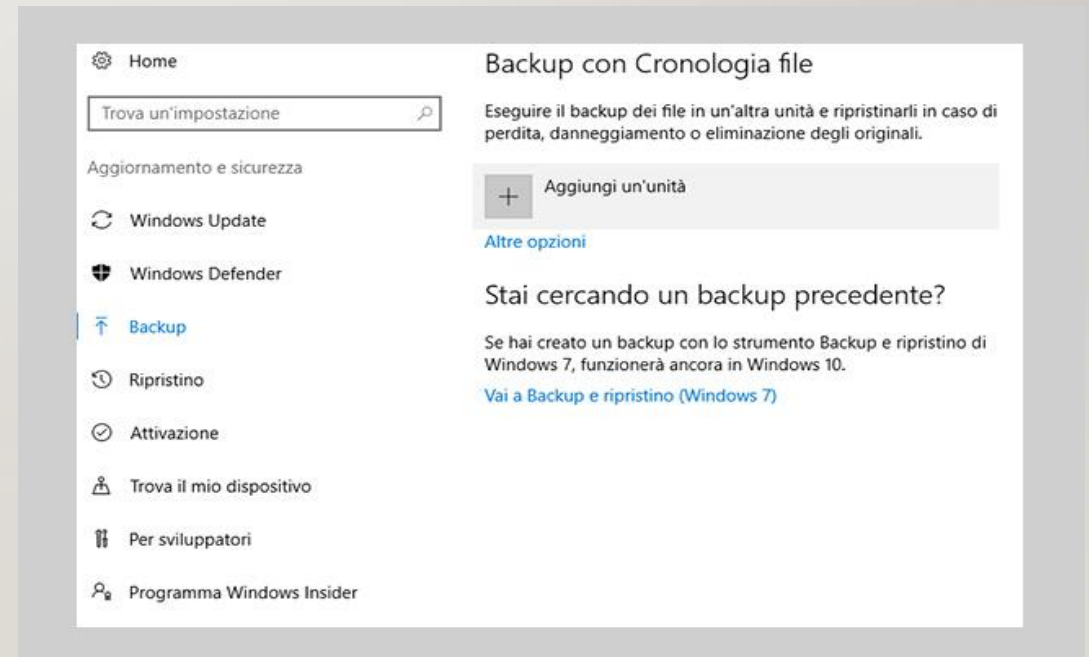 Home
Trova un'impostazione
Aggiornamento e sicurezza
Windows Update
Windows Defender
Backup
Ripristino
Attivazione
Trova il mio dispositivo
Per sviluppatori
Programma Windows Insider
Backup con Cronologia file
Eseguire il backup dei file in un'altra unità e ripristinarli in caso di
perdita, danneggiamento o eliminazione degli originali.
Aggiungi un'unità
Altre opzioni
Stai cercando un backup precedente?
Se hai creato un backup con lo strumento Backup e ripristino di
Windows 7, funzionerà ancora in Windows 10.
Vai a Backup e ripristino (Windows 7)